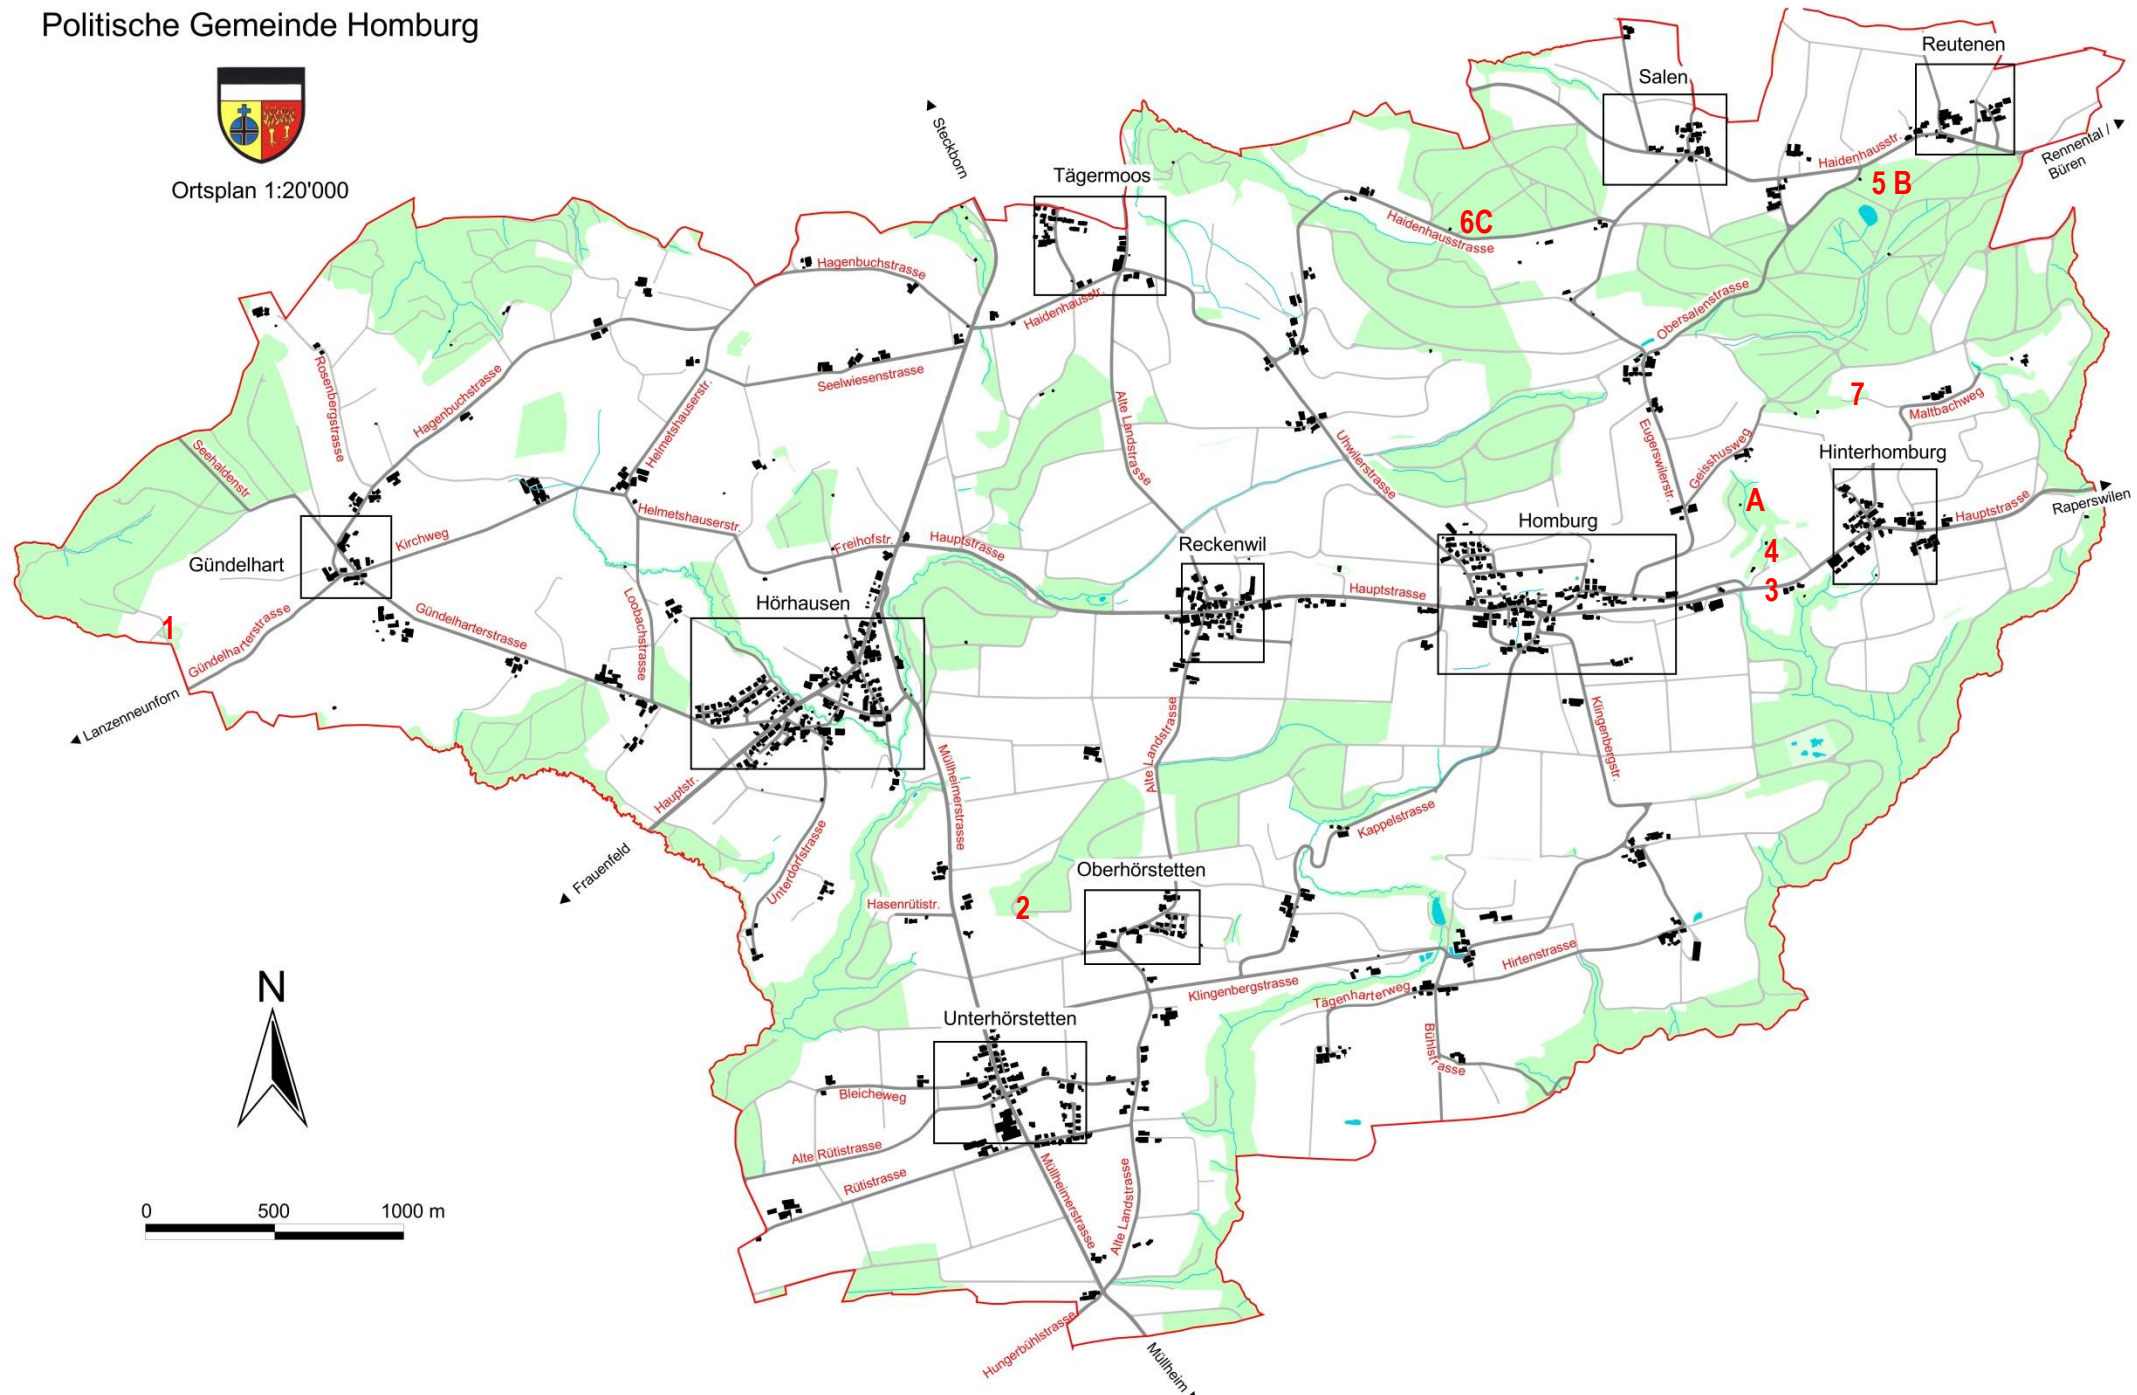 Politische Gemeinde Homburg
Ortsplan 1:20'000
Reutenen
Salen
Steckborn
Haidenhausstr.
Rennental /
Büren
Tägermoos
5 B
6C
Haidenhausstrasse
Hagenbuchstrasse
Haidenhausstr.
Obersalenstrasse
Rosenbergstrasse
Hagenbuchstrasse
Helmetshauserstr.
Seelwiesenstrasse
Alte Landstrasse
7
Maltbachweg
Eugerswilerstr.
Geisshusweg
Uhwilerstrasse
Hinterhomburg
Seehaldenstr
A
Hauptstrasse
Raperswilen
Helmetshauserstr.
Homburg
Kirchweg
Freihofstr.
Hauptstrasse
Reckenwil
4
Gündelhart
3
Hauptstrasse
Hörhausen
Loobachstrasse
1
Gündelharterstrasse
Gündelharterstrasse
Lanzenneunforn
Klingenbergstr.
Alte Landstrasse
Hauptstr.
Müllheimerstrasse
Kappelstrasse
Frauenfeld
Unterdorfstrasse
Oberhörstetten
Hasenrütistr.
2
Hirtenstrasse
N
Klingenbergstrasse
Tägenharterweg
Unterhörstetten
Bühlstrasse
Bleicheweg
Alte Rütistrasse
Rütistrasse
Müllheimerstrasse
Alte Landstrasse
0 500 1000 m
Hungerbühlstrasse
Müllheim